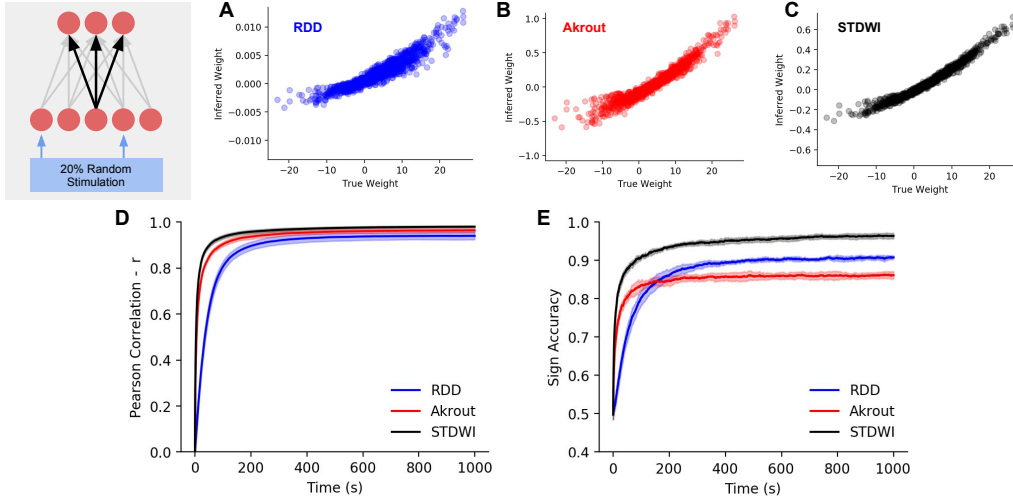 20% Random
Stimulation
A
RDD
0.010
0.005
0.000
−0.005
−0.010
Inferred Weight
−20
−10
0
10
20
True Weight
B
Akrout
1.0
0.5
0.0
−0.5
−1.0
Inferred Weight
−20
−10
0
10
20
True Weight
C
STDWI
0.6
0.4
0.2
0.0
−0.2
−0.4
−0.6
Inferred Weight
−20
−10
0
10
20
True Weight
D
1.0
0.8
0.6
0.4
0.2
0.0
Pearson Correlation - r
RDD
Akrout
STDWI
0
200
400
600
800
1000
Time (s)
E
1.0
0.9
0.8
0.7
0.6
0.5
0.4
Sign Accuracy
RDD
Akrout
STDWI
0
200
400
600
800
1000
Time (s)